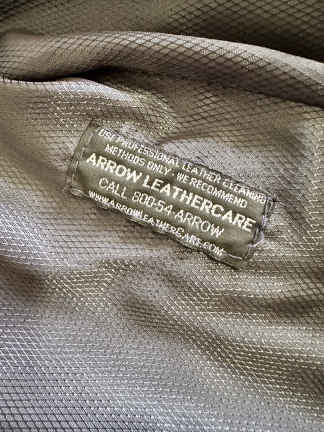 USE PROFESSIONAL LEATHER CLEANING
METHODS ONLY - WE RECOMMEND
ARROW LEATHERCARE
CALL 800-54-ARROW
WWW.ARROWLEATHERCARE.COM